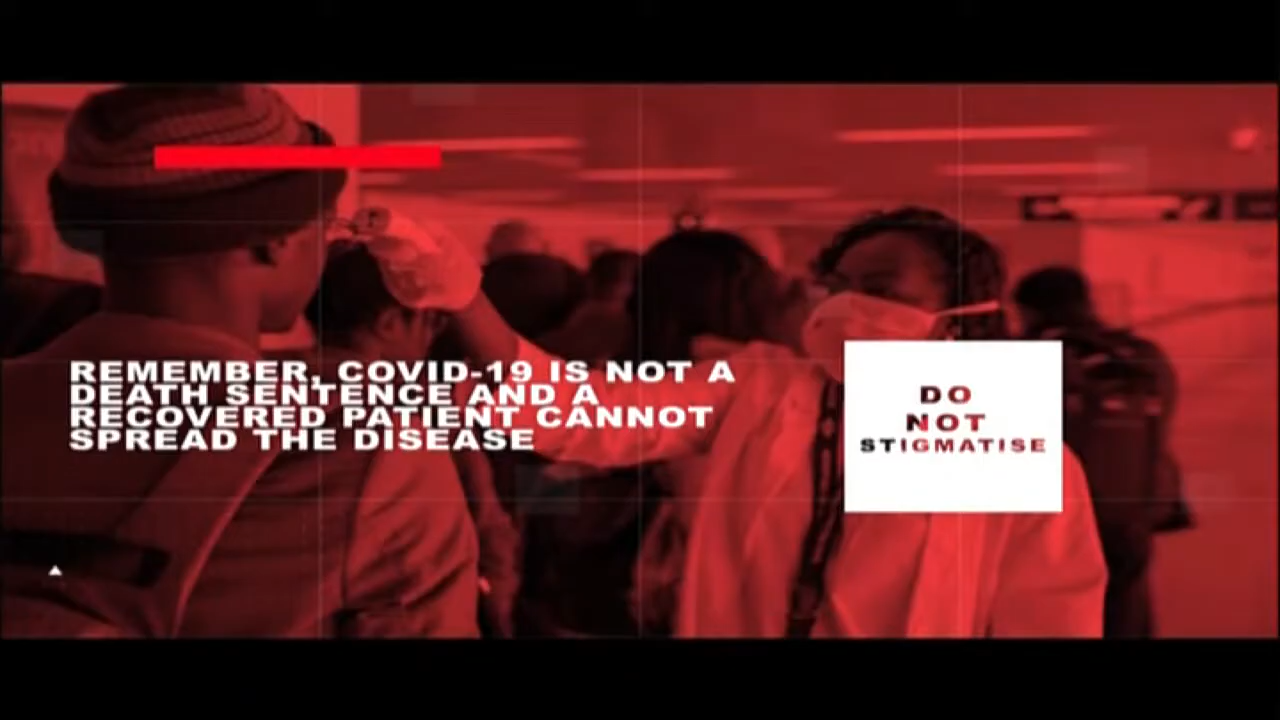 REMEMBER, COVID-19 IS NOT A
DEATH SENTENCE AND A
RECOVERED PATIENT CANNOT
SPREAD THE DISEASE
DO
NOT
STIGMATISE